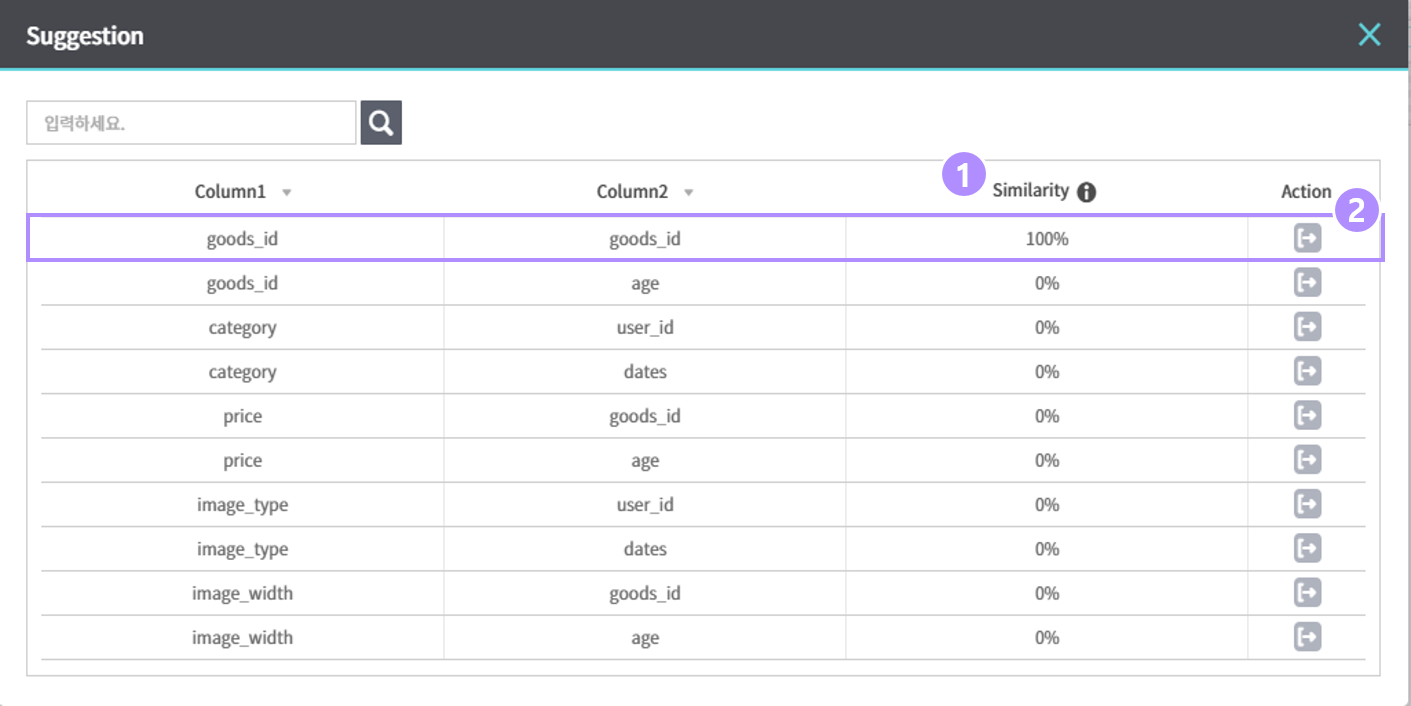 Suggestion
입력하세요.
Column1 Column2 1 Similarity Action
2
goods_id goods_id 100%
goods_id age 0%
category user_id 0%
category dates 0%
price goods_id 0%
price age 0%
image_type user_id 0%
image_type dates 0%
image_width goods_id 0%
image_width age 0%